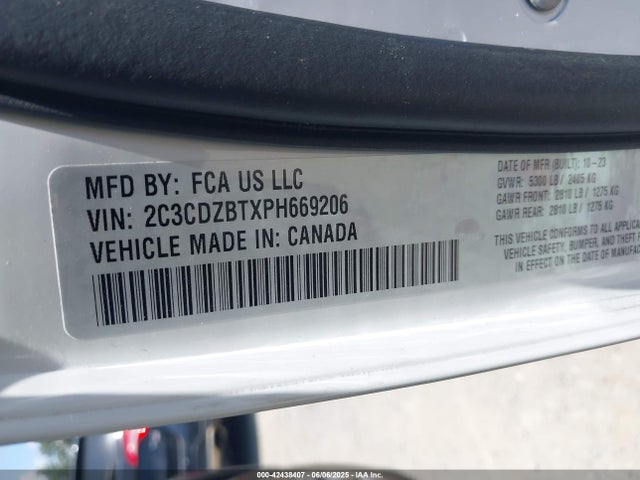 MFD BY: FCA US LLC
VIN: 2C3CDZBTXPH669206
VEHICLE MADE IN: CANADA
DATE OF MFR (BUILT): 10-23
GVWR: 5300 LB / 2405 KG
GAWR FRONT: 2810 LB / 1275 KG
GAWR REAR: 2810 LB / 1275 KG
THIS VEHICLE CONFORMS TO ALL
VEHICLE SAFETY, BUMPER, AND THEFT
IN EFFECT ON THE DATE OF MANUFAC
000-42438407 - 06/06/2025 - IAA, Inc.